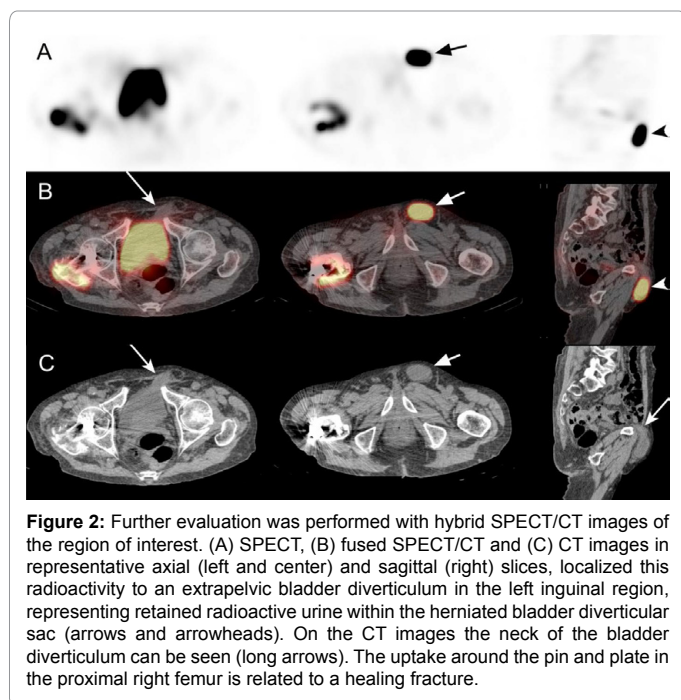 A
B
C
Figure 2: Further evaluation was performed with hybrid SPECT/CT images of
the region of interest. (A) SPECT, (B) fused SPECT/CT and (C) CT images in
representative axial (left and center) and sagittal (right) slices, localized this
radioactivity to an extrapelvic bladder diverticulum in the left inguinal region,
representing retained radioactive urine within the herniated bladder diverticular
sac (arrows and arrowheads). On the CT images the neck of the bladder
diverticulum can be seen (long arrows). The uptake around the pin and plate in
the proximal right femur is related to a healing fracture.